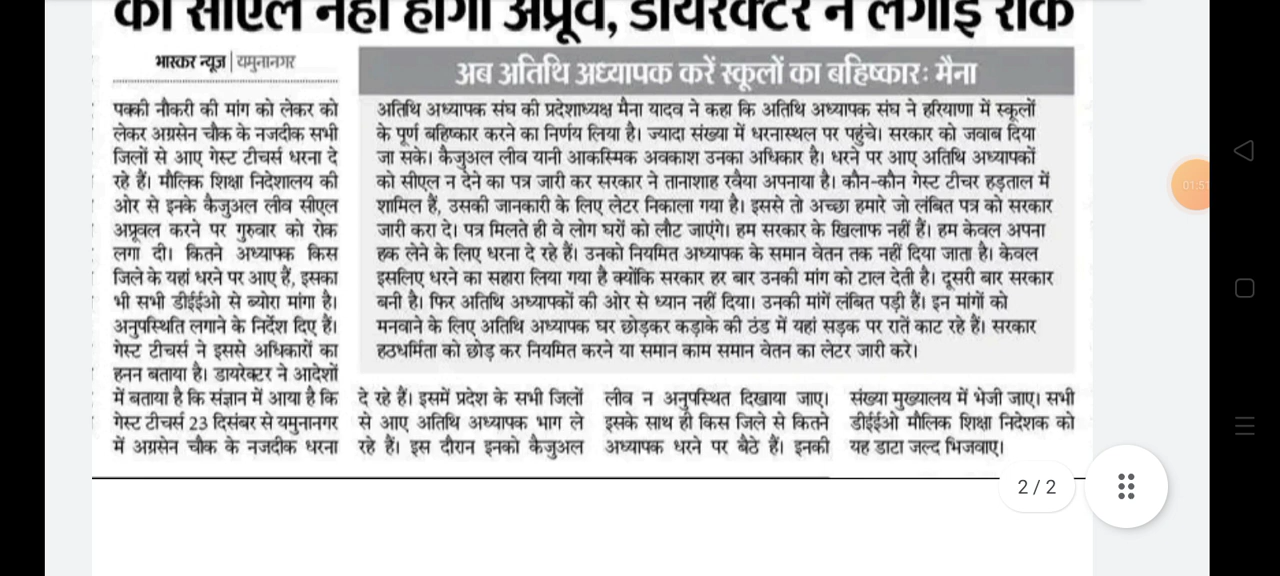 का सीएल नहीं होगा अप्रूव, डायरेक्टर ने लगाई रोक
भास्कर न्यूज | यमुनानगर
पक्की नौकरी की मांग को लेकर को
लेकर अग्रसेन चौक के नजदीक सभी
जिलों से आए गेस्ट टीचर्स धरना दे
रहे हैं। मौलिक शिक्षा निदेशालय की
ओर से इनके कैजुअल लीव सीएल
अप्रूवल करने पर गुरुवार को रोक
लगा दी। कितने अध्यापक किस
जिले के यहां धरने पर आए हैं, इसका
भी सभी डीईईओ से ब्योरा मांगा है।
अनुपस्थिति लगाने के निर्देश दिए हैं।
गेस्ट टीचर्स ने इससे अधिकारों का
हनन बताया है। डायरेक्टर ने आदेशों
में बताया है कि संज्ञान में आया है कि
गेस्ट टीचर्स 23 दिसंबर से यमुनानगर
में अग्रसेन चौक के नजदीक धरना
अब अतिथि अध्यापक करें स्कूलों का बहिष्कार: मैना
अतिथि अध्यापक संघ की प्रदेशाध्यक्ष मैना यादव ने कहा कि अतिथि अध्यापक संघ ने हरियाणा में स्कूलों
के पूर्ण बहिष्कार करने का निर्णय लिया है। ज्यादा संख्या में धरनास्थल पर पहुंचे। सरकार को जवाब दिया
जा सके। कैजुअल लीव यानी आकस्मिक अवकाश उनका अधिकार है। धरने पर आए अतिथि अध्यापकों
को सीएल न देने का पत्र जारी कर सरकार ने तानाशाह रवैया अपनाया है। कौन-कौन गेस्ट टीचर हड़ताल में
शामिल हैं, उसकी जानकारी के लिए लेटर निकाला गया है। इससे तो अच्छा हमारे जो लंबित पत्र को सरकार
जारी करा दे। पत्र मिलते ही वे लोग घरों को लौट जाएंगे। हम सरकार के खिलाफ नहीं हैं। हम केवल अपना
हक लेने के लिए धरना दे रहे हैं। उनको नियमित अध्यापक के समान वेतन तक नहीं दिया जाता है। केवल
इसलिए धरने का सहारा लिया गया है क्योंकि सरकार हर बार उनकी मांग को टाल देती है। दूसरी बार सरकार
बनी है। फिर अतिथि अध्यापकों की ओर से ध्यान नहीं दिया। उनकी मांगें लंबित पड़ी हैं। इन मांगों को
मनवाने के लिए अतिथि अध्यापक घर छोड़कर कड़ाके की ठंड में यहां सड़क पर रातें काट रहे हैं। सरकार
हठधर्मिता को छोड़ कर नियमित करने या समान काम समान वेतन का लेटर जारी करे।
दे रहे हैं। इसमें प्रदेश के सभी जिलों
से आए अतिथि अध्यापक भाग ले
रहे हैं। इस दौरान इनको कैजुअल
लीव न अनुपस्थित दिखाया जाए।
इसके साथ ही किस जिले से कितने
अध्यापक धरने पर बैठे हैं। इनकी
संख्या मुख्यालय में भेजी जाए। सभी
डीईईओ मौलिक शिक्षा निदेशक को
यह डाटा जल्द भिजवाए।
2 / 2